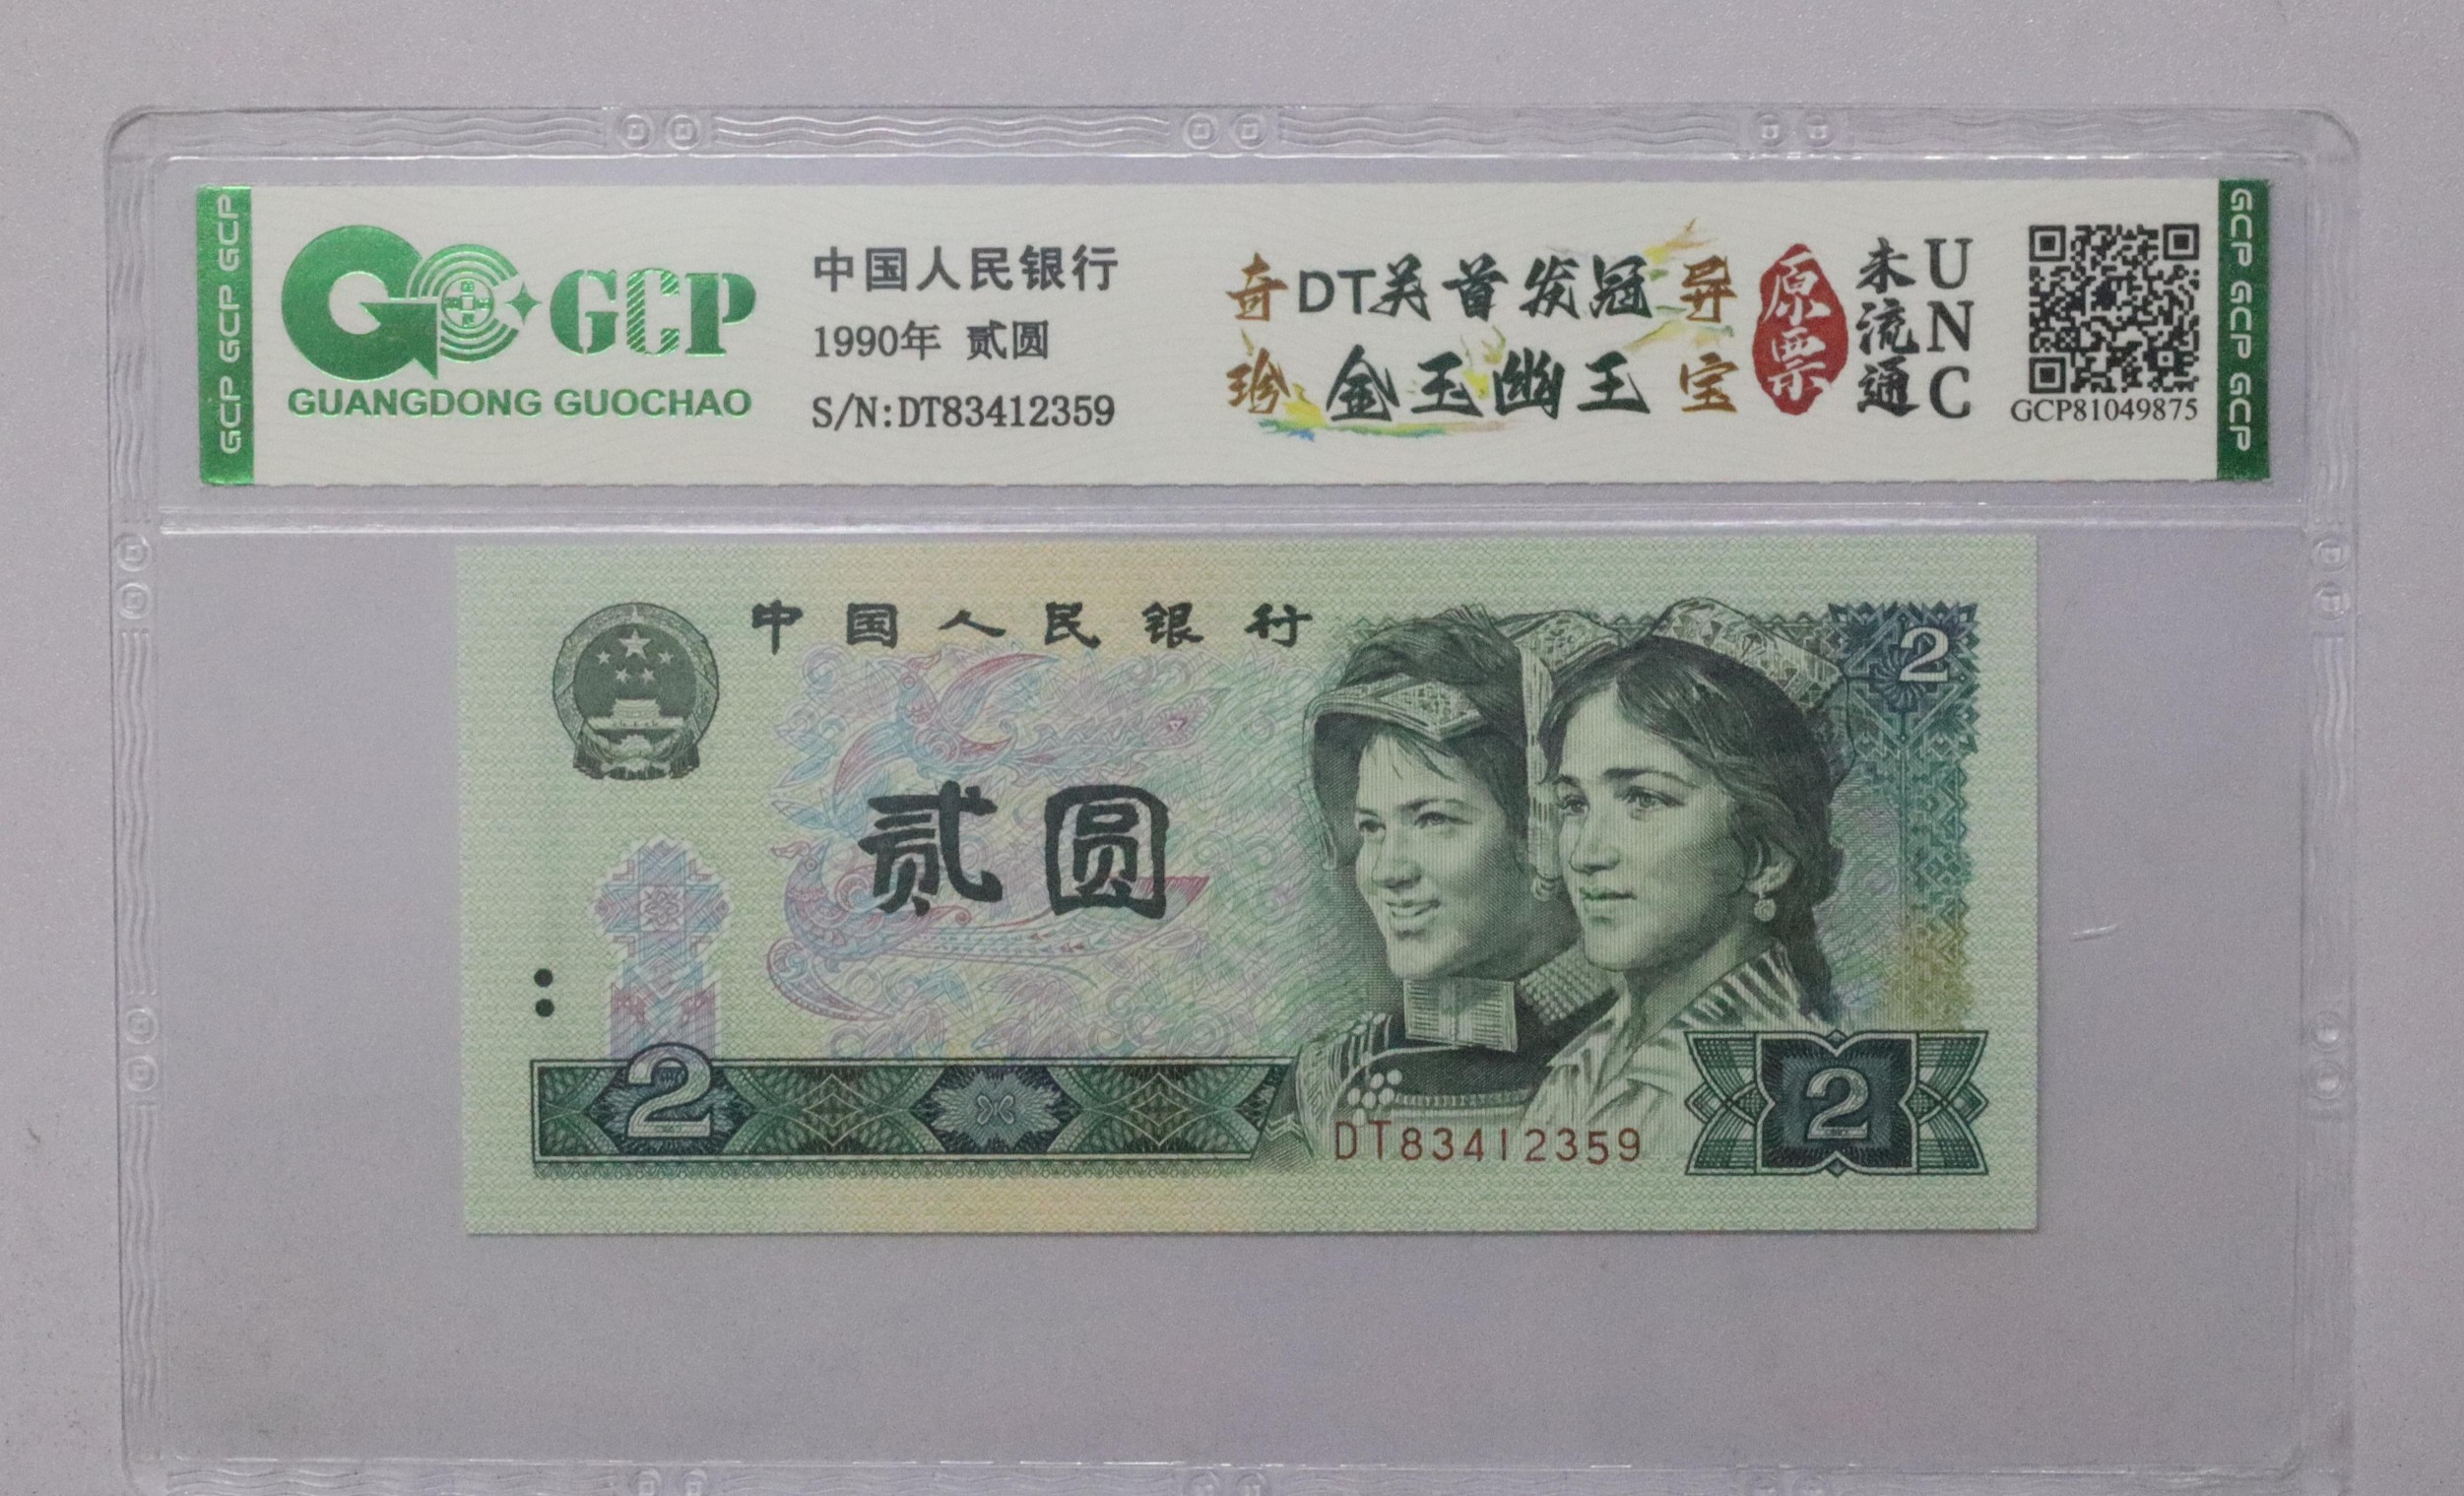 GCP GCP GCP
GCP
GUANGDONG GUOCHAO
中国人民银行
1990年 贰圆
S/N:DT83412359
奇珍
DT关首发冠
金玉幽王
异宝
原票
未流通
UNC
GCP81049875
GCP GCP GCP
中国人民银行
2
贰圆
2
DT83412359
2